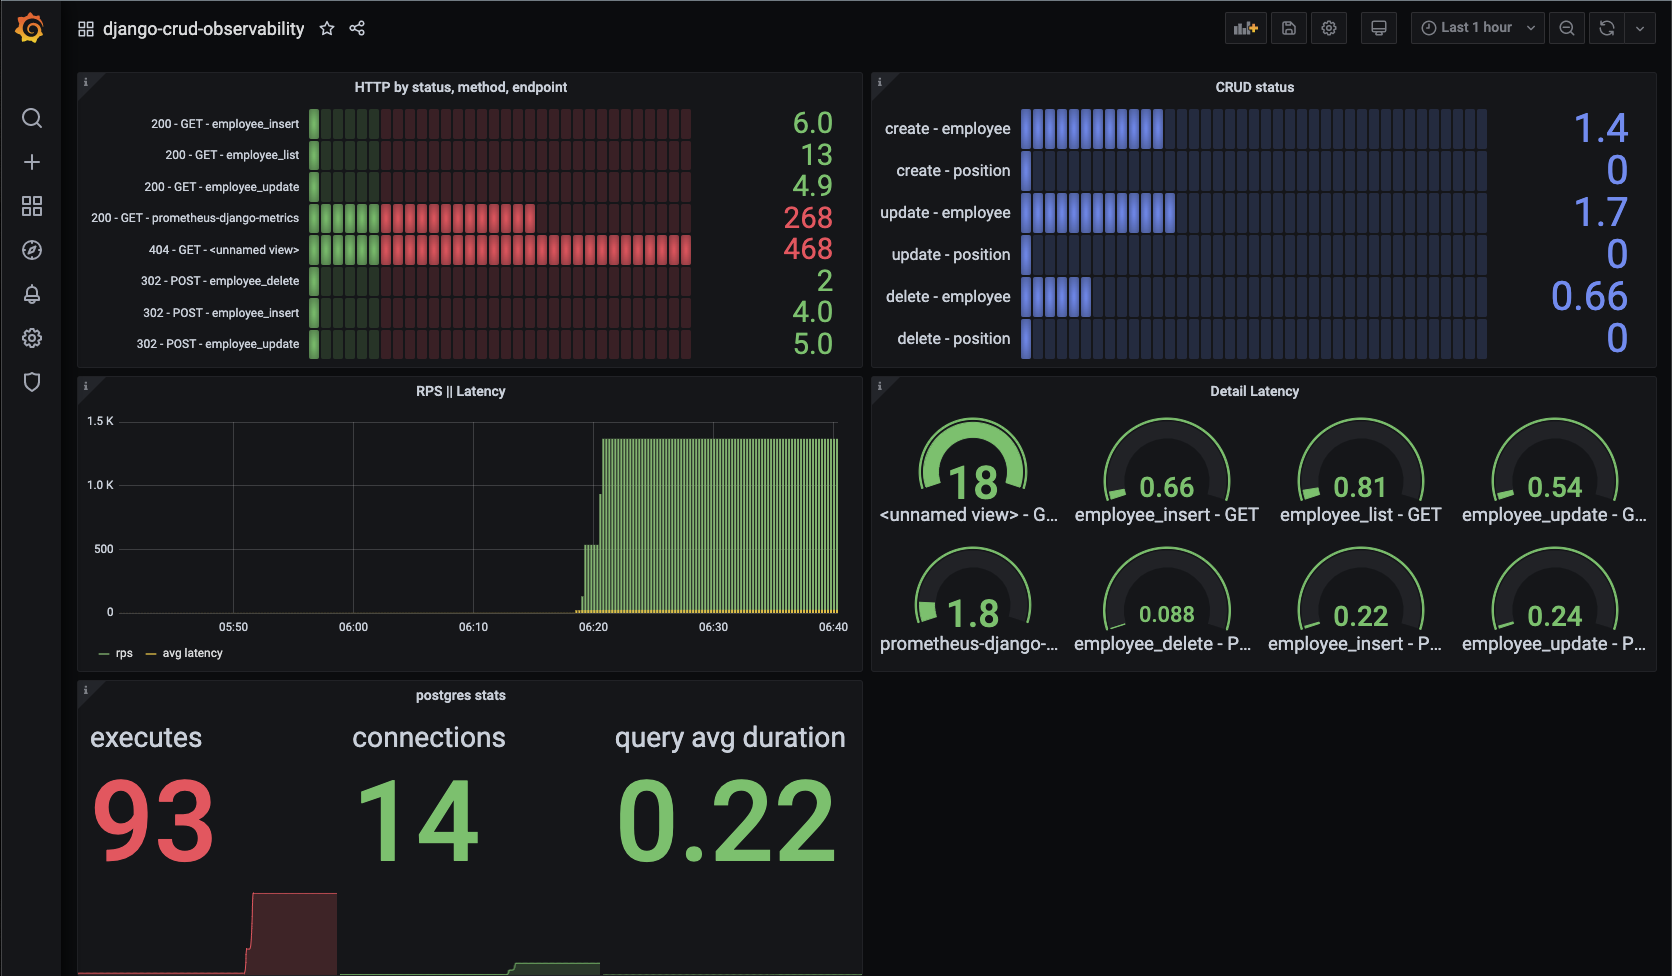 django-crud-observability
Last 1 hour
HTTP by status, method, endpoint
200 - GET - employee_insert 6.0
200 - GET - employee_list 13
200 - GET - employee_update 4.9
200 - GET - prometheus-django-metrics 268
404 - GET - <unnamed view> 468
302 - POST - employee_delete 2
302 - POST - employee_insert 4.0
302 - POST - employee_update 5.0
CRUD status
create - employee 1.4
create - position 0
update - employee 1.7
update - position 0
delete - employee 0.66
delete - position 0
RPS || Latency
1.5 K
1.0 K
500
0
05:50 06:00 06:10 06:20 06:30 06:40
rps avg latency
Detail Latency
18 0.66 0.81 0.54
<unnamed view> - G... employee_insert - GET employee_list - GET employee_update - G...
1.8 0.088 0.22 0.24
prometheus-django-... employee_delete - P... employee_insert - P... employee_update - P...
postgres stats
executes connections query avg duration
93 14 0.22